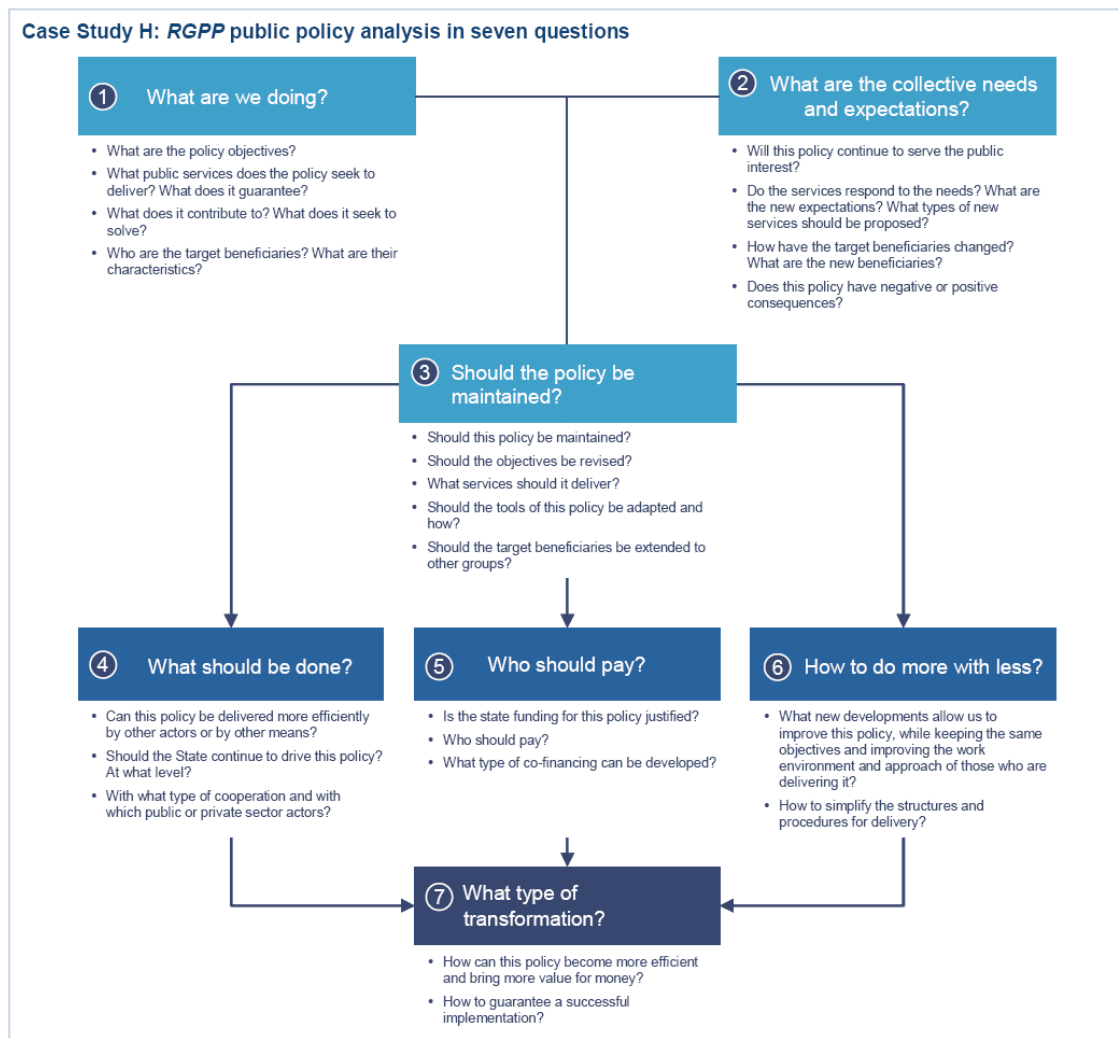 Case Study H: RGPP public policy analysis in seven questions
1 What are we doing?
• What are the policy objectives?
• What public services does the policy seek to
deliver? What does it guarantee?
• What does it contribute to? What does it seek to
solve?
• Who are the target beneficiaries? What are their
characteristics?
2 What are the collective needs
and expectations?
• Will this policy continue to serve the public
interest?
• Do the services respond to the needs? What are
the new expectations? What types of new
services should be proposed?
• How have the target beneficiaries changed?
What are the new beneficiaries?
• Does this policy have negative or positive
consequences?
3 Should the policy be
maintained?
• Should this policy be maintained?
• Should the objectives be revised?
• What services should it deliver?
• Should the tools of this policy be adapted and
how?
• Should the target beneficiaries be extended to
other groups?
4 What should be done?
• Can this policy be delivered more efficiently
by other actors or by other means?
• Should the State continue to drive this policy?
At what level?
• With what type of cooperation and with
which public or private sector actors?
5 Who should pay?
• Is the state funding for this policy justified?
• Who should pay?
• What type of co-financing can be developed?
6 How to do more with less?
• What new developments allow us to
improve this policy, while keeping the same
objectives and improving the work
environment and approach of those who are
delivering it?
• How to simplify the structures and
procedures for delivery?
7 What type of
transformation?
• How can this policy become more efficient
and bring more value for money?
• How to guarantee a successful
implementation?